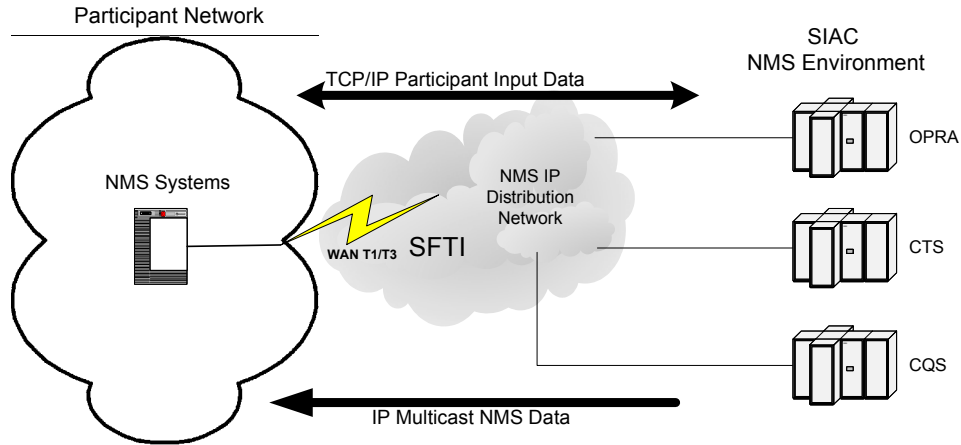 Participant Network
SIAC
NMS Environment
TCP/IP Participant Input Data
OPRA
NMS Systems
NMS IP
Distribution
Network
WAN T1/T3
SFTI
CTS
CQS
IP Multicast NMS Data